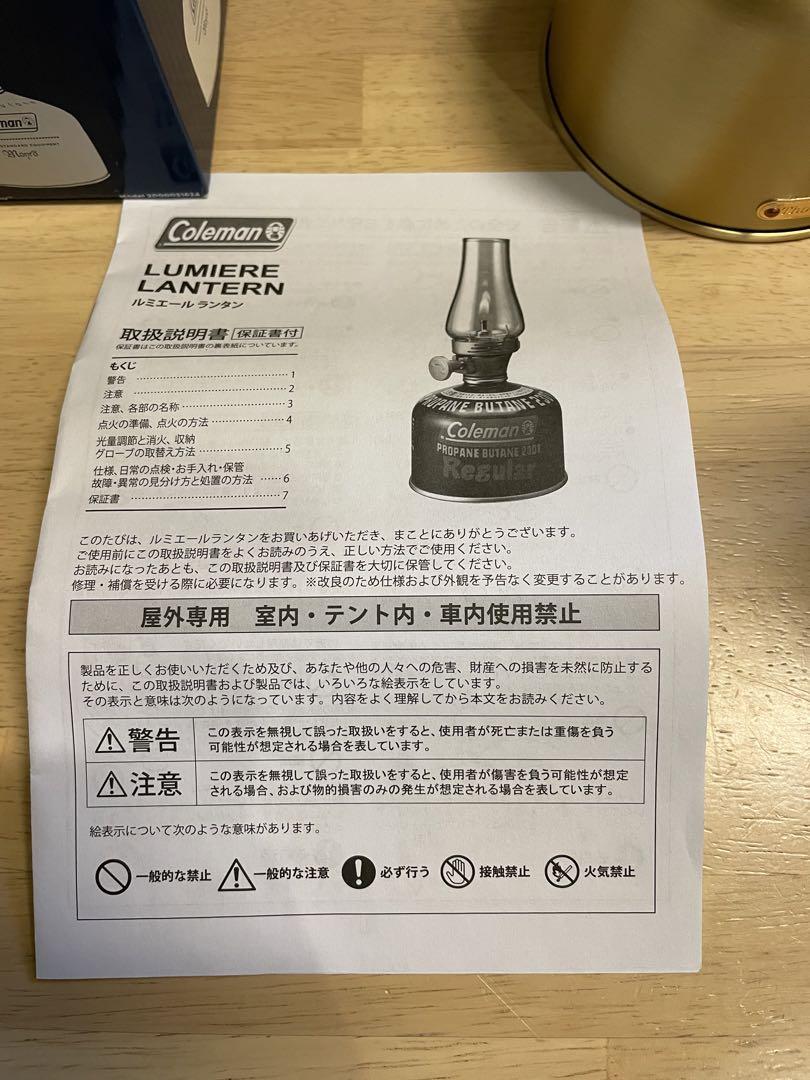 man
STANDARD EQUIPMENT
Coleman
LUMIERE
LANTERN
ルミエール ランタン
取扱説明書 保証書付
保証書はこの取扱説明書の裏表紙についています。
もくじ
警告 ……………………………… 1
注意 ……………………………… 2
注意、各部の名称 ……………… 3
点火の準備、点火の方法 ……… 4
光量調節と消火、収納
グローブの取替え方法 ………… 5
仕様、日常の点検・お手入れ・保管
故障・異常の見分け方と処置の方法 …… 6
保証書 …………………………… 7
PROPANE BUTANE 200T
Coleman
PROPANE BUTANE 200T
Regular
このたびは、ルミエールランタンをお買いあげいただき、まことにありがとうございます。
ご使用前にこの取扱説明書をよくお読みのうえ、正しい方法でご使用ください。
お読みになったあとも、この取扱説明書及び保証書を大切に保管してください。
修理・補償を受ける際に必要になります。※改良のため仕様および外観を予告なく変更することがあります。
屋外専用 室内・テント内・車内使用禁止
製品を正しくお使いいただくため及び、あなたや他の人々への危害、財産への損害を未然に防止する
ために、この取扱説明書および製品では、いろいろな絵表示をしています。
その表示と意味は次のようになっています。内容をよく理解してから本文をお読みください。
警告 この表示を無視して誤った取扱いをすると、使用者が死亡または重傷を負う
可能性が想定される場合を表しています。
注意 この表示を無視して誤った取扱いをすると、使用者が傷害を負う可能性が想定
される場合、および物的損害のみの発生が想定される場合を表しています。
絵表示について次のような意味があります。
一般的な禁止 一般的な注意 必ず行う 接触禁止 火気禁止